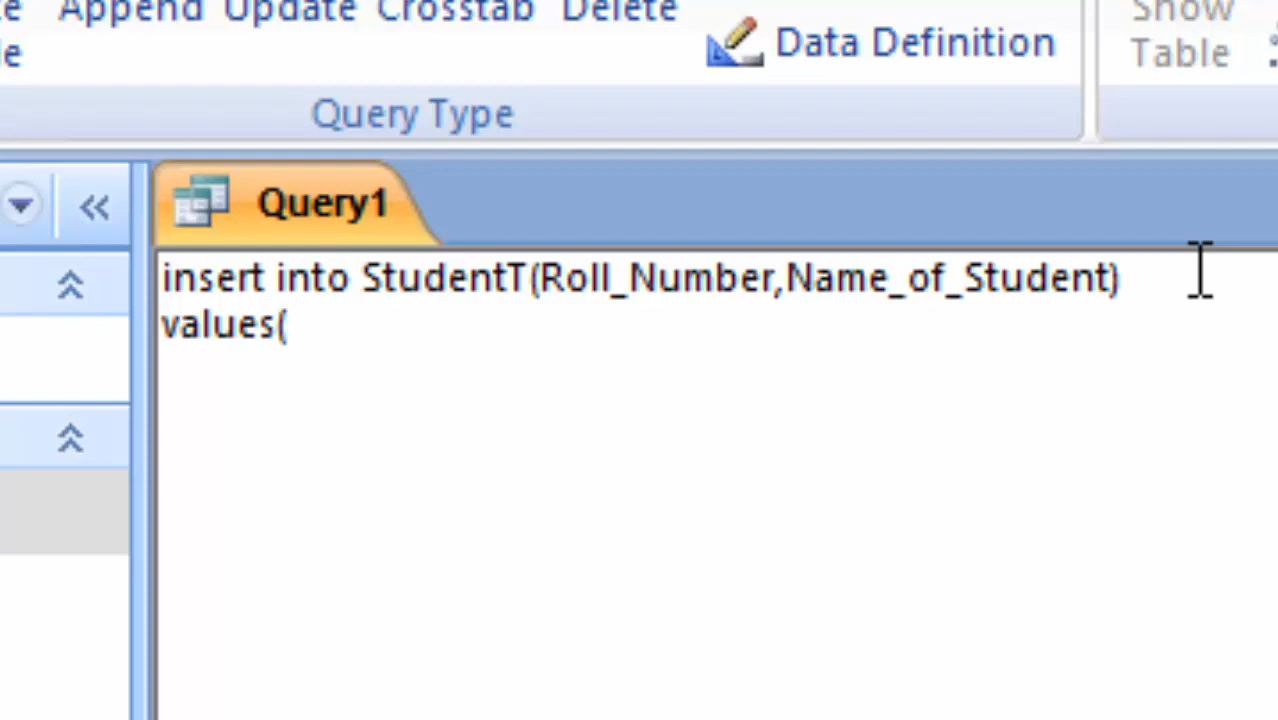 Append Update Crosstab Delete
Data Definition
Show
Table
Query Type
Query1
insert into StudentT(Roll_Number,Name_of_Student)
values(